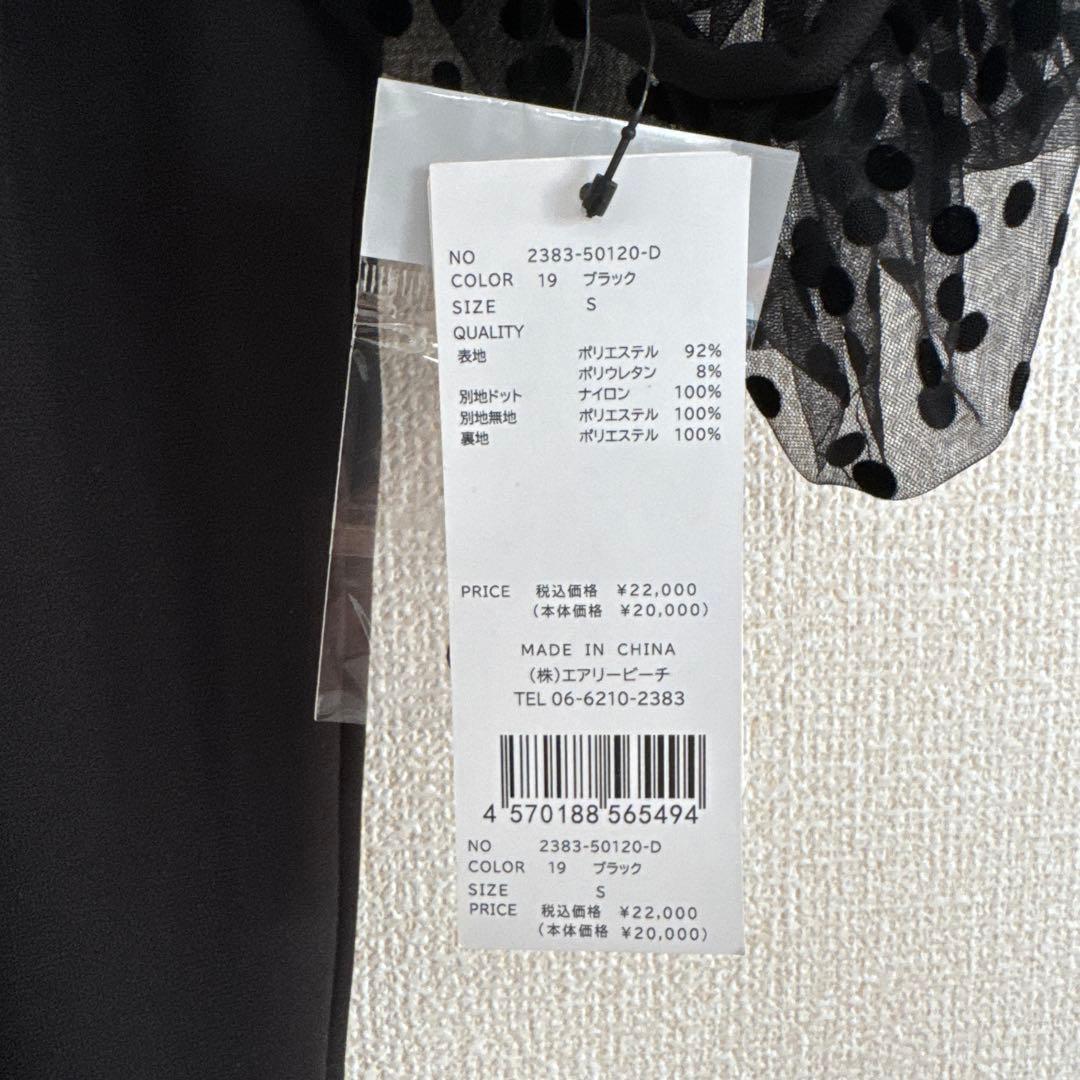 NO 2383-50120-D
COLOR 19 ブラック
SIZE S
QUALITY
表地 ポリエステル 92%
ポリウレタン 8%
別地ドット ナイロン 100%
別地無地 ポリエステル 100%
裏地 ポリエステル 100%
PRICE 税込価格 ¥22,000
(本体価格 ¥20,000)
MADE IN CHINA
(株)エアリービーチ
TEL 06-6210-2383
4 570188 565494
NO 2383-50120-D
COLOR 19 ブラック
SIZE S
PRICE 税込価格 ¥22,000
(本体価格 ¥20,000)